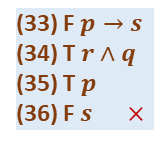 (33) F p → s
(34) T r ∧ q
(35) T p
(36) F s ×